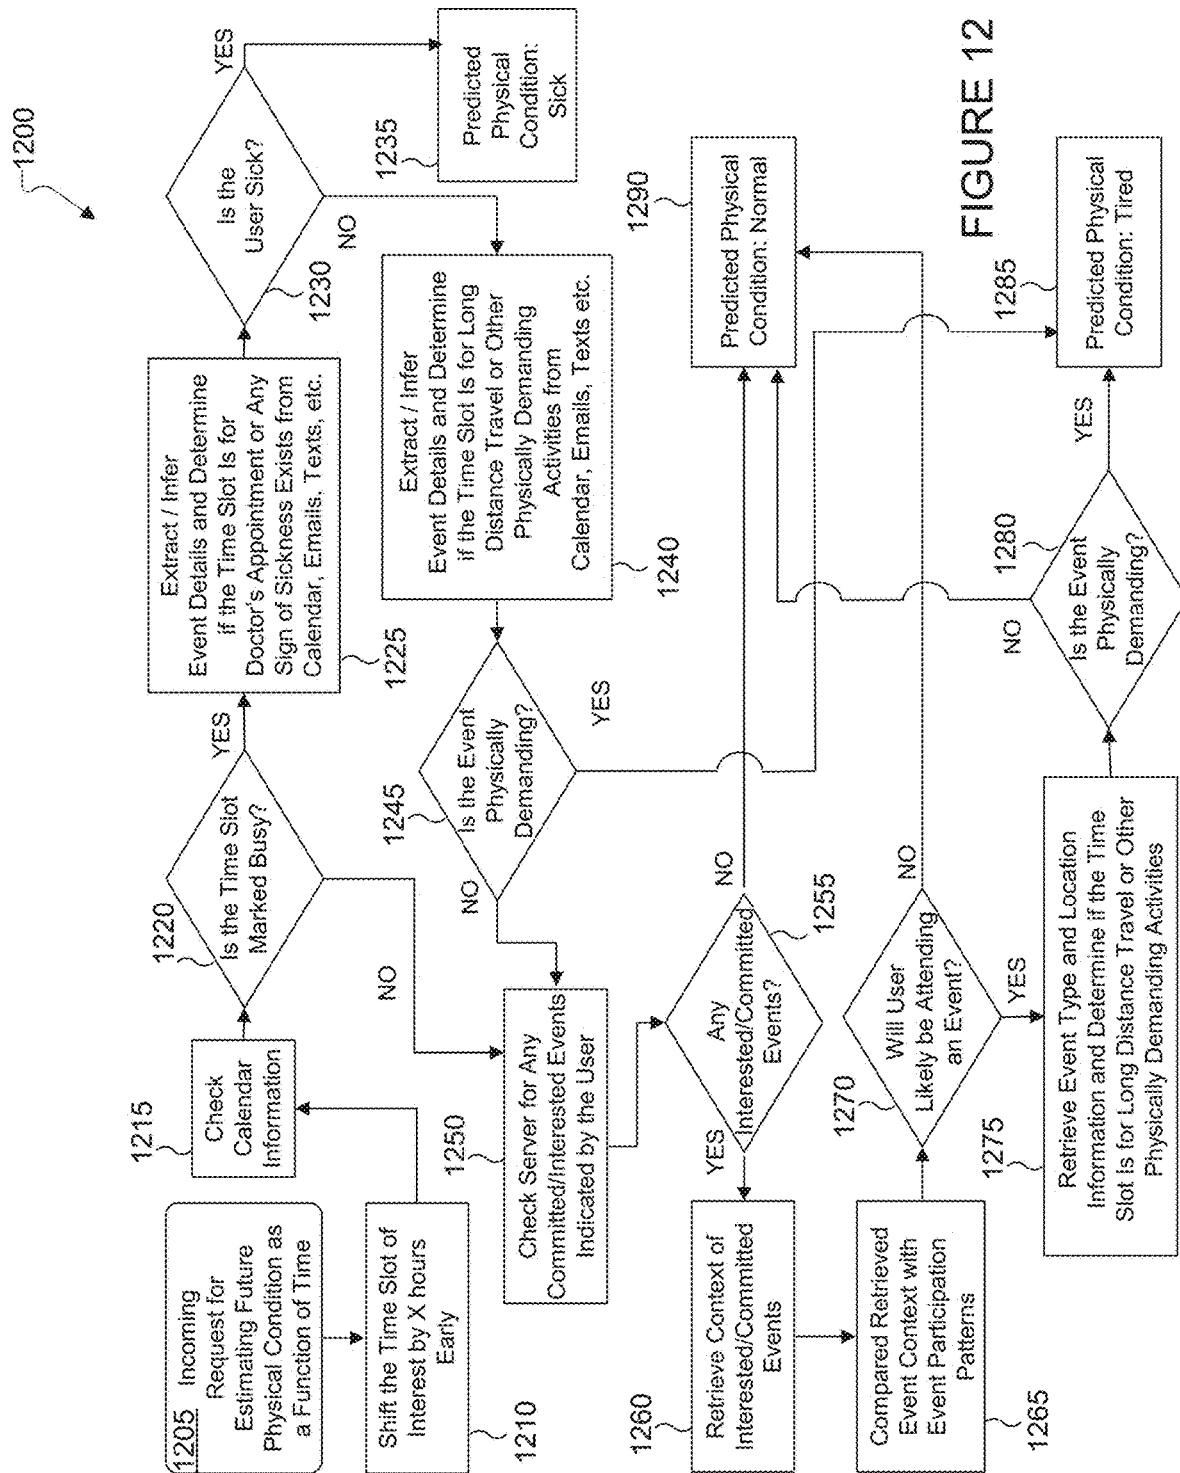 1200
1205 Incoming
Request for
Estimating Future
Physical Condition as
a Function of Time
Shift the Time Slot of
Interest by X hours
Early
1210
1215
Check
Calendar
Information
1220
Is the Time Slot
Marked Busy?
YES
NO
Extract / Infer
Event Details and Determine
if the Time Slot Is for
Doctor's Appointment or Any
Sign of Sickness Exists from
Calendar, Emails, Texts, etc.
1225
Is the
User Sick?
1230
YES
NO
1235
Predicted
Physical
Condition:
Sick
Extract / Infer
Event Details and Determine
if the Time Slot Is for Long
Distance Travel or Other
Physically Demanding
Activities from
Calendar, Emails, Texts etc.
1240
1245
Is the Event
Physically
Demanding?
NO
YES
1250
Check Server for Any
Committed/Interested Events
Indicated by the User
Any
Interested/Committed
Events?
1255
YES
NO
1260
Retrieve Context of
Interested/Committed
Events
Compared Retrieved
Event Context with
Event Participation
Patterns
1265
1270
Will User
Likely be Attending
an Event?
NO
YES
1275
Retrieve Event Type and Location
Information and Determine if the Time
Slot Is for Long Distance Travel or Other
Physically Demanding Activities
1280
Is the Event
Physically
Demanding?
NO
YES
1285
Predicted Physical
Condition: Tired
1290
Predicted Physical
Condition: Normal
FIGURE 12